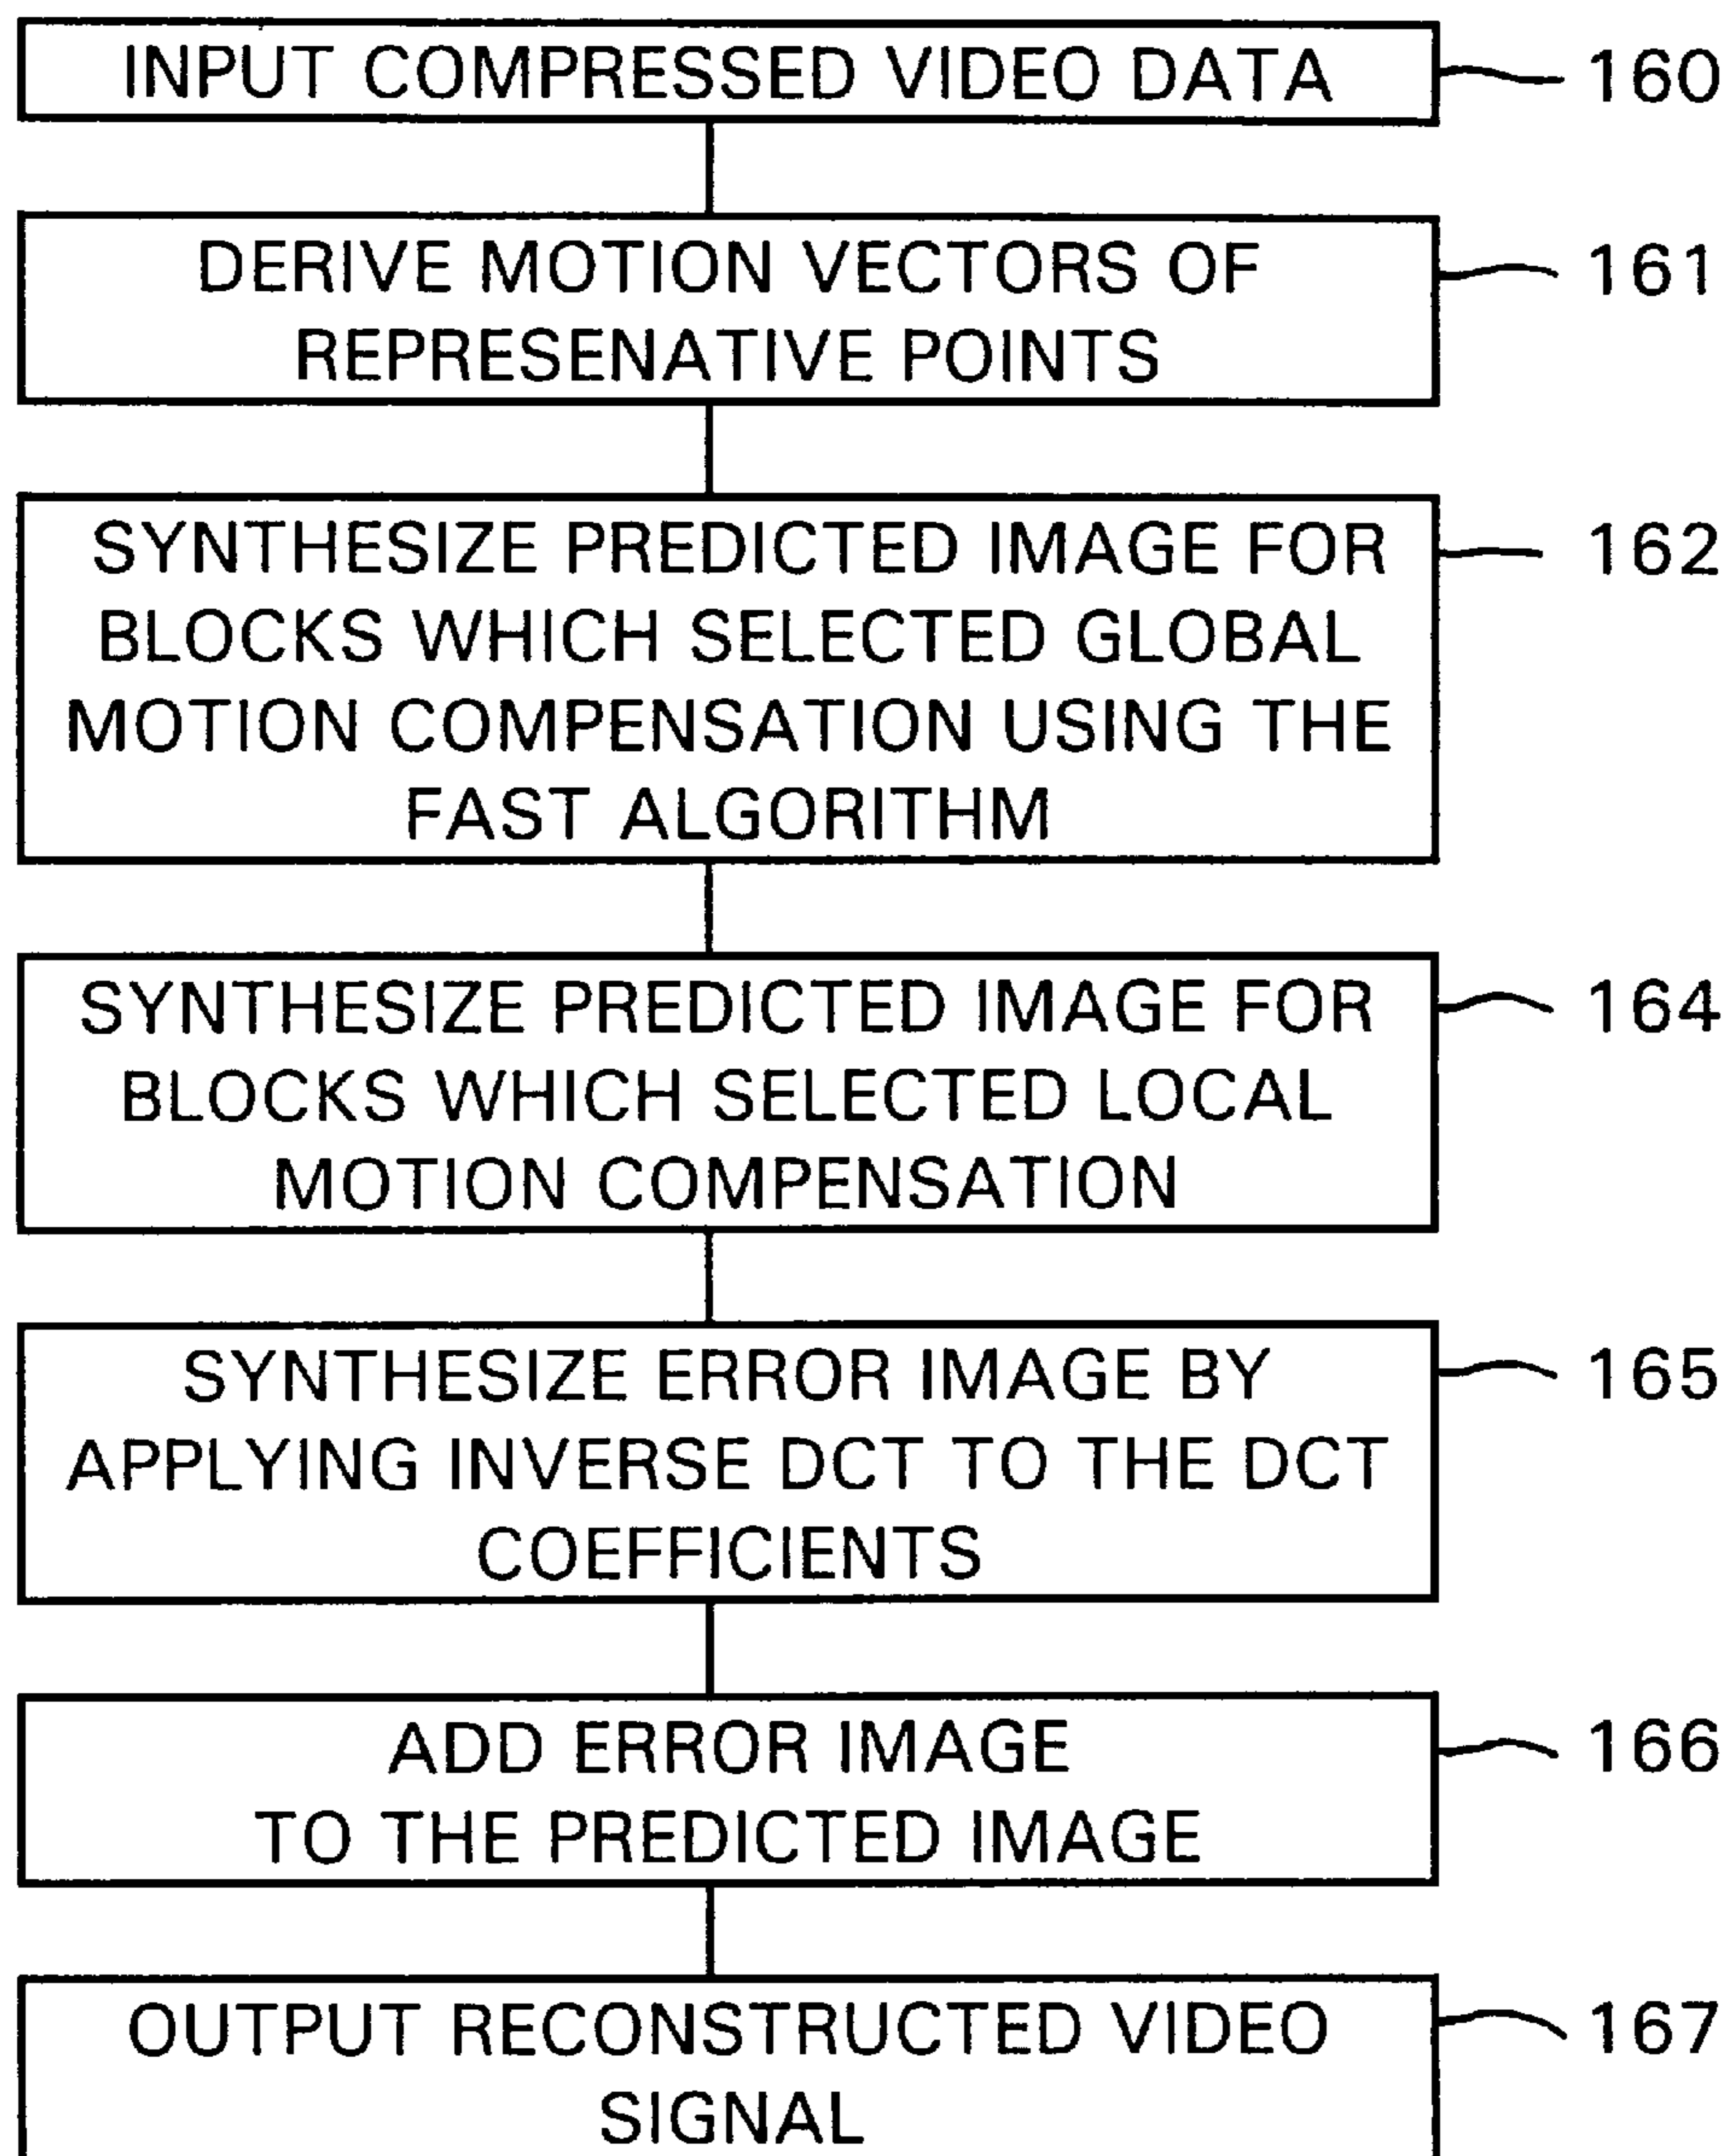 INPUT COMPRESSED VIDEO DATA
160
DERIVE MOTION VECTORS OF
REPRESENATIVE POINTS
161
SYNTHESIZE PREDICTED IMAGE FOR
BLOCKS WHICH SELECTED GLOBAL
MOTION COMPENSATION USING THE
FAST ALGORITHM
162
SYNTHESIZE PREDICTED IMAGE FOR
BLOCKS WHICH SELECTED LOCAL
MOTION COMPENSATION
164
SYNTHESIZE ERROR IMAGE BY
APPLYING INVERSE DCT TO THE DCT
COEFFICIENTS
165
ADD ERROR IMAGE
TO THE PREDICTED IMAGE
166
OUTPUT RECONSTRUCTED VIDEO
SIGNAL
167